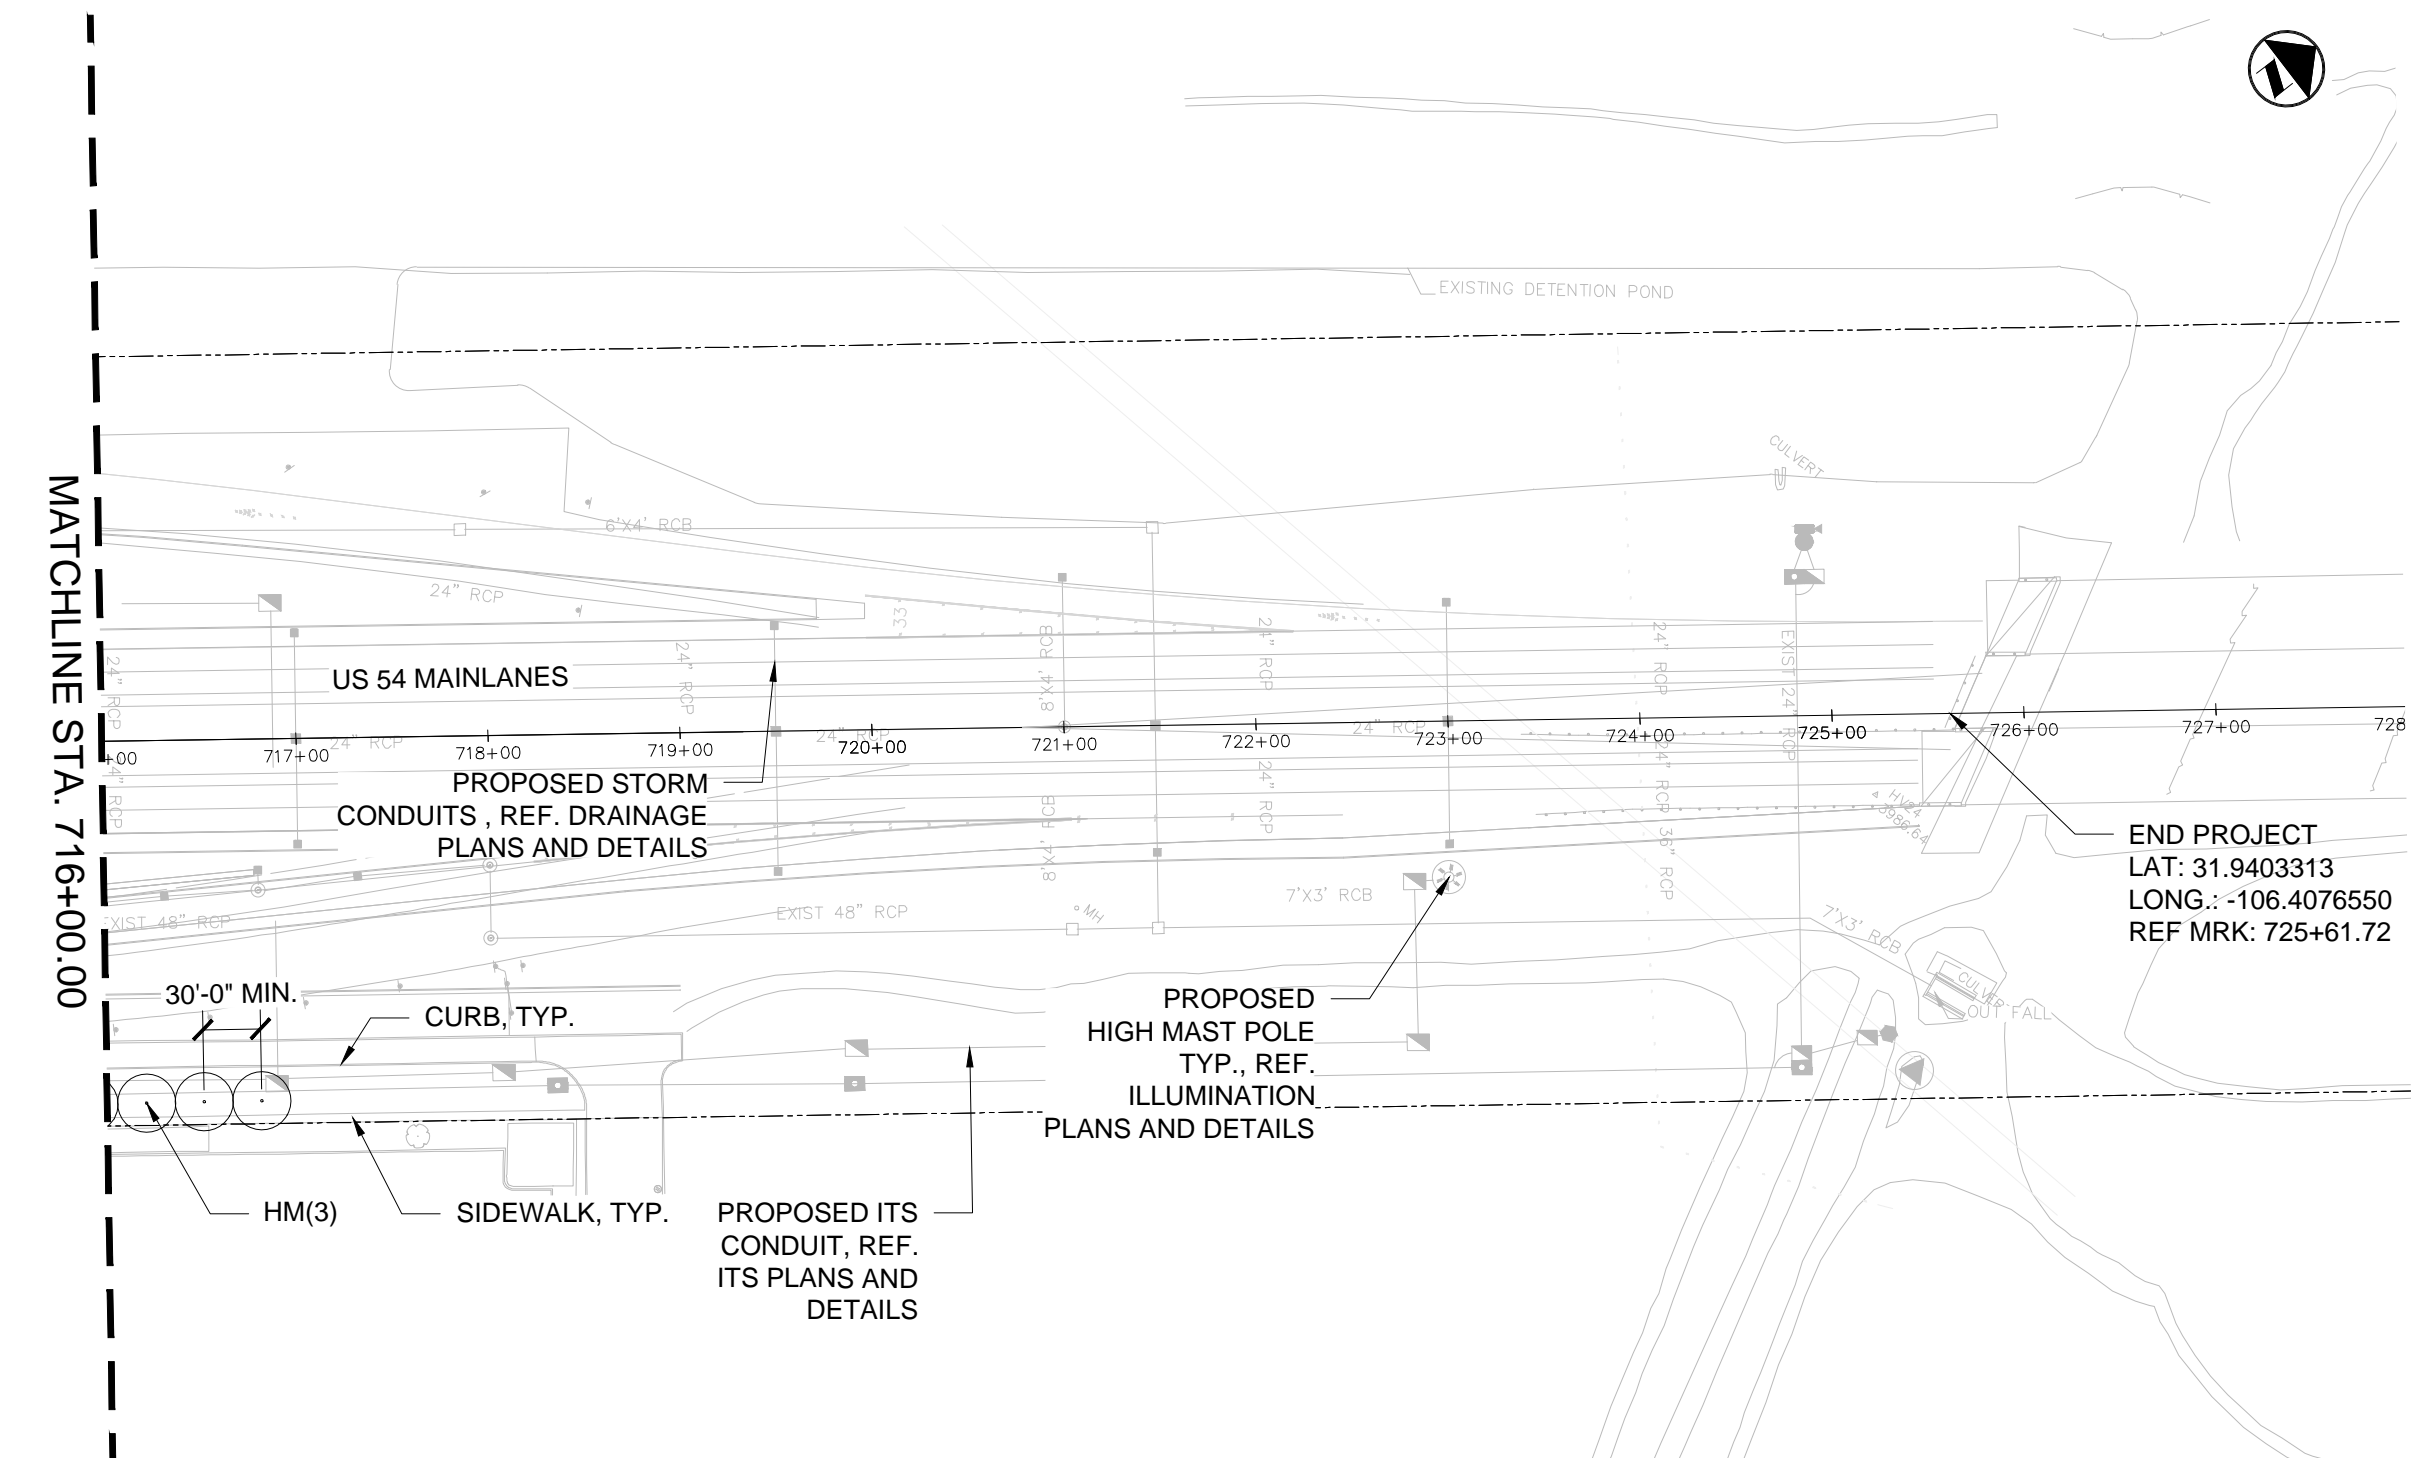 EXISTING DETENTION POND
CULVERT
6'X4' RCB
24" RCP
33
8'X4' RCB
24" RCP
24" RCP
EXIST 24" RCP
24" RCP
24" RCP
US 54 MAINLANES
MATCHLINE STA. 716+00.00
24" RCP
24" RCP
24" RCP
+00
717+00
718+00
719+00
720+00
721+00
722+00
723+00
724+00
725+00
726+00
727+00
728
PROPOSED STORM
CONDUITS , REF. DRAINAGE
PLANS AND DETAILS
4" RCP
8'X4' RCB
24" RCP
24" RCP
36" RCP
HV24
3986.64
END PROJECT
LAT: 31.9403313
LONG.: -106.4076550
REF MRK: 725+61.72
7'X3' RCB
EXIST 48" RCP
EXIST 48" RCP
MH
7'X3' RCB
CULVER
OUT FALL
30'-0" MIN.
CURB, TYP.
PROPOSED
HIGH MAST POLE
TYP., REF.
ILLUMINATION
PLANS AND DETAILS
HM(3)
SIDEWALK, TYP.
PROPOSED ITS
CONDUIT, REF.
ITS PLANS AND
DETAILS